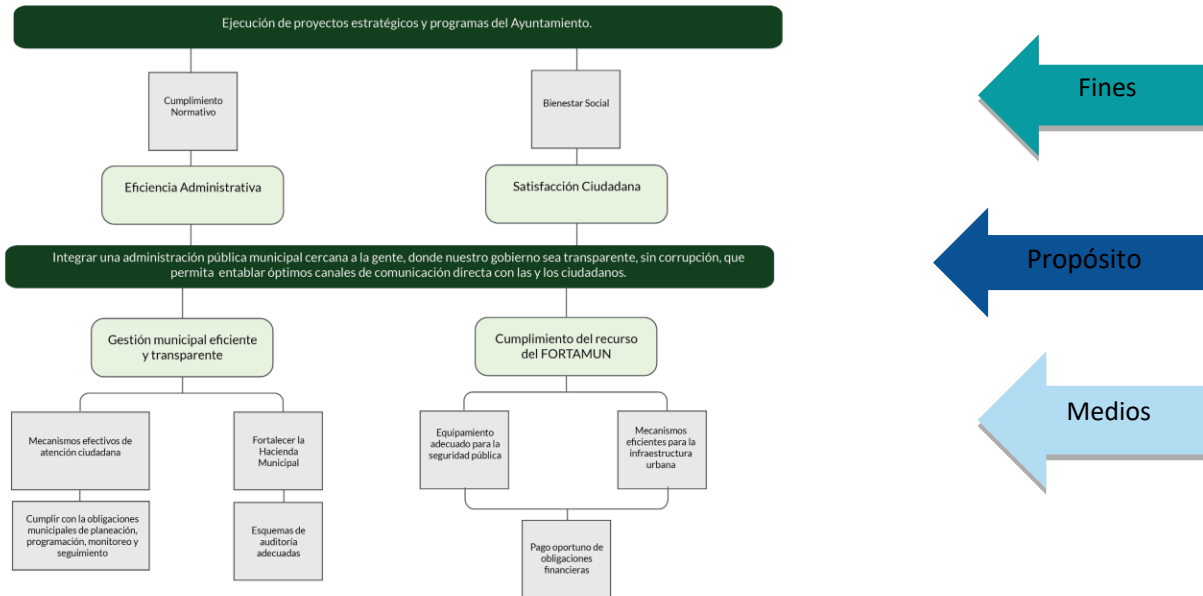 Ejecución de proyectos estratégicos y programas del Ayuntamiento.
Cumplimiento
Normativo
Bienestar Social
Fines
Eficiencia Administrativa
Satisfacción Ciudadana
Integrar una administración pública municipal cercana a la gente, donde nuestro gobierno sea transparente, sin corrupción, que
permita entablar óptimos canales de comunicación directa con las y los ciudadanos.
Propósito
Gestión municipal eficiente
y transparente
Cumplimiento del recurso
del FORTAMUN
Medios
Mecanismos efectivos de
atención ciudadana
Fortalecer la
Hacienda
Municipal
Equipamiento
adecuado para la
seguridad pública
Mecanismos
eficientes para la
infraestructura
urbana
Cumplir con la obligaciones
municipales de planeación,
programación, monitoreo y
seguimiento
Esquemas de
auditoría
adecuadas
Pago oportuno de
obligaciones
financieras